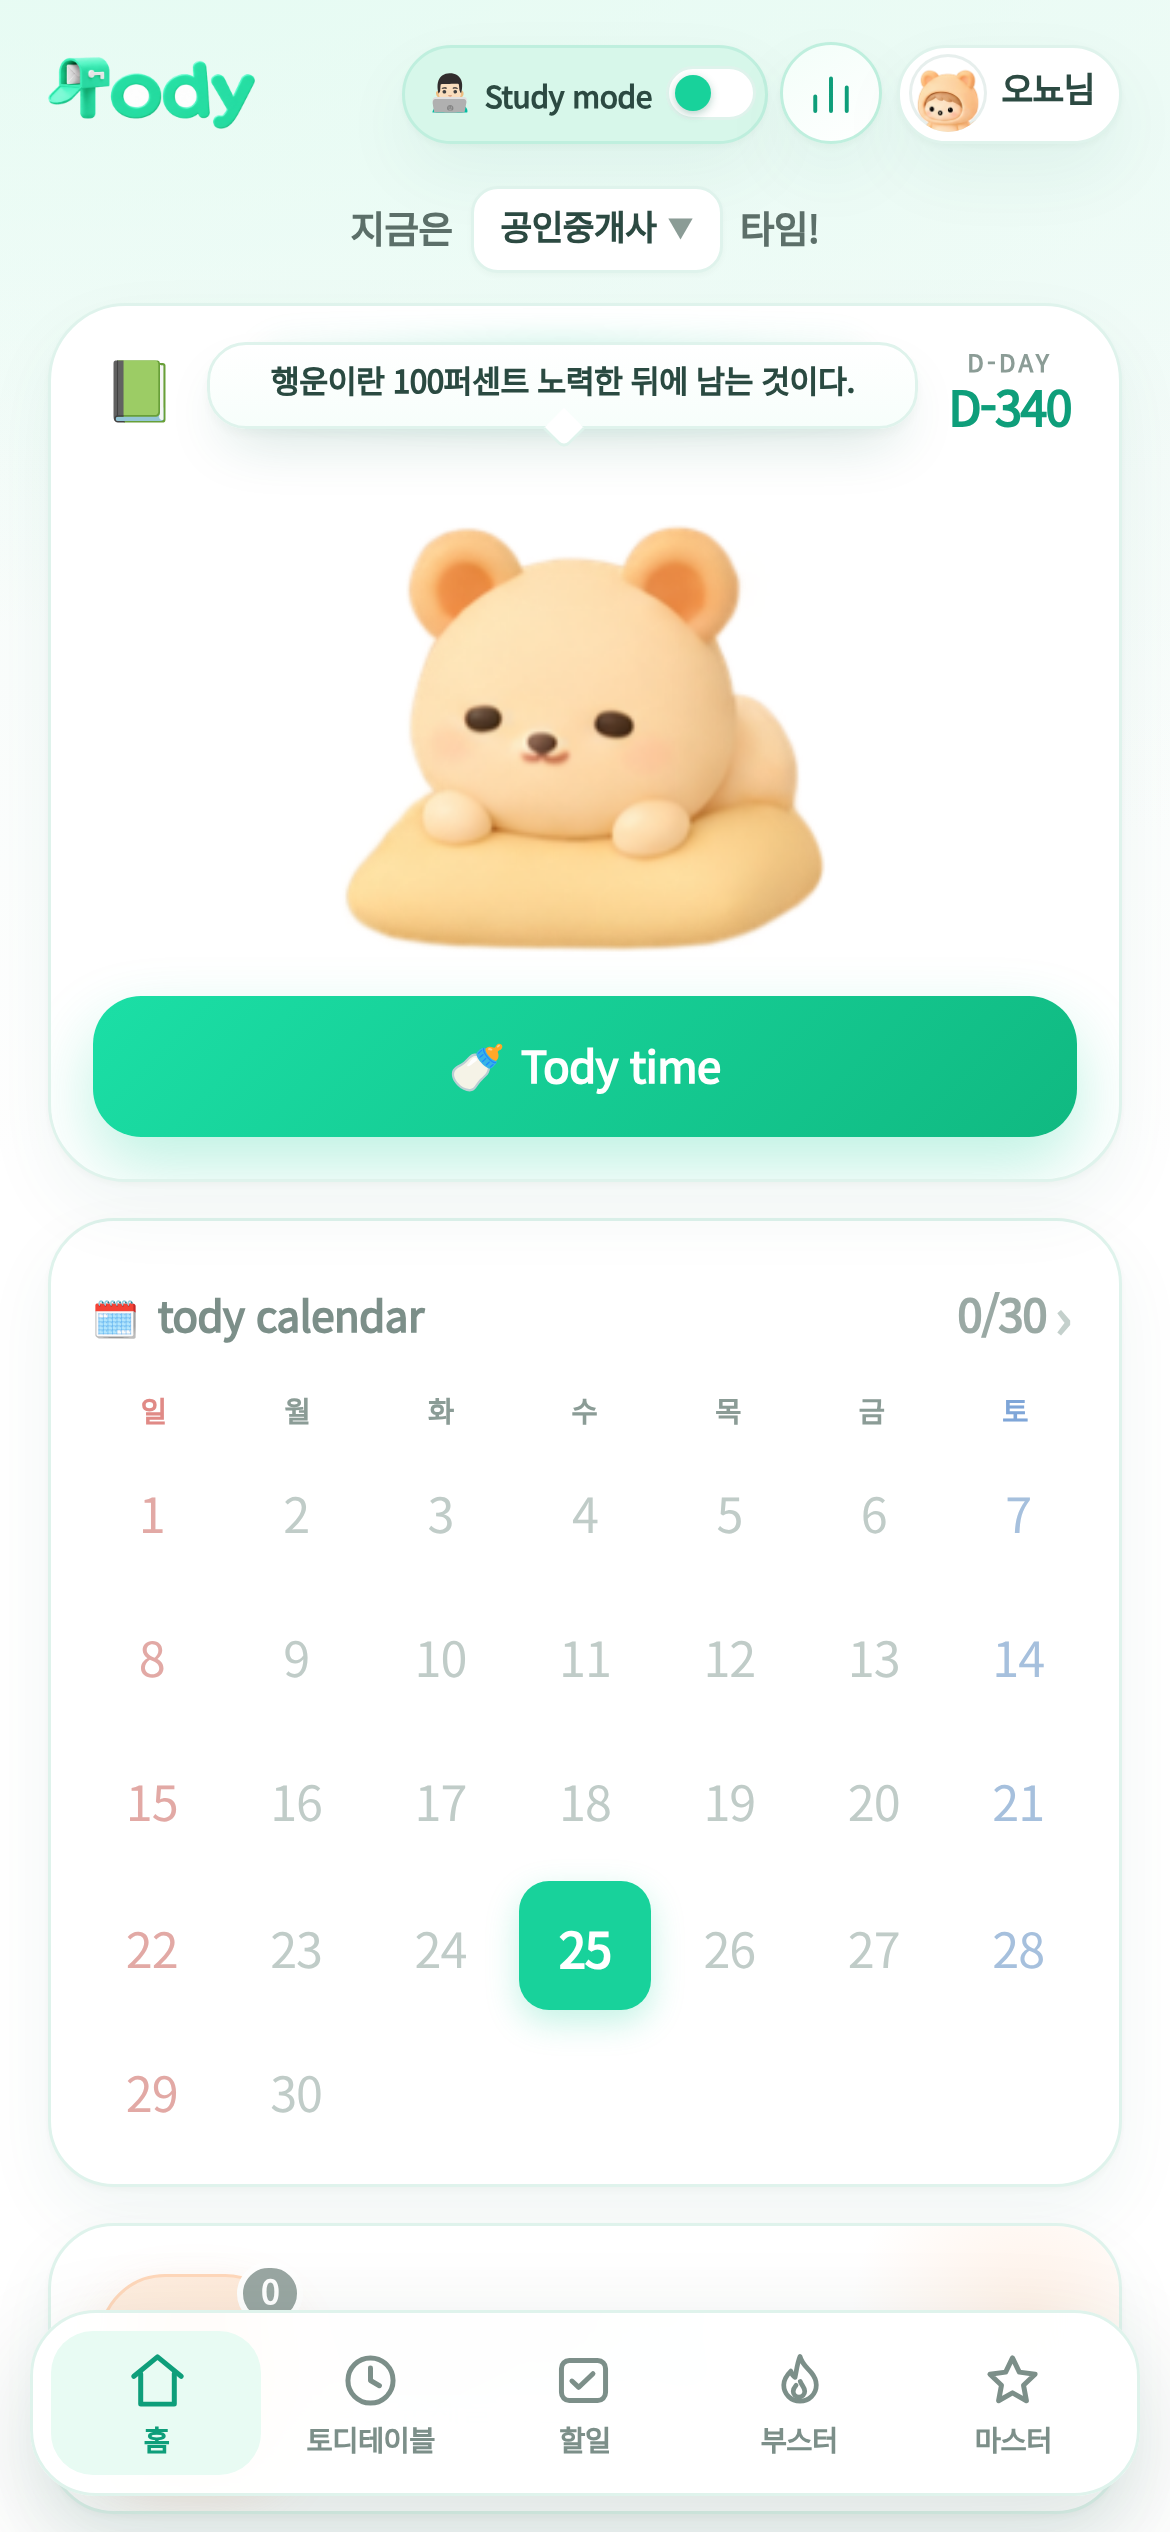 Tody
Study mode
오뇨님
지금은 공인중개사 ▼ 타임!
행운이란 100퍼센트 노력한 뒤에 남는 것이다.
D-DAY
D-340
Tody time
tody calendar
0/30 ›
일 월 화 수 목 금 토
1 2 3 4 5 6 7
8 9 10 11 12 13 14
15 16 17 18 19 20 21
22 23 24 25 26 27 28
29 30
0
홈 토디테이블 할일 부스터 마스터